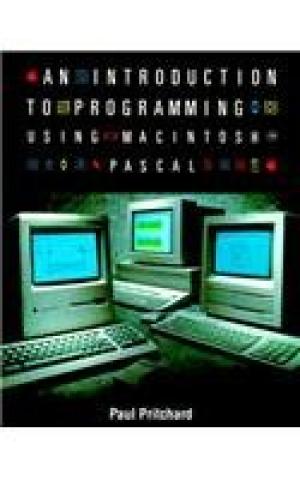 AN INTRODUCTION
TO PROGRAMMING
USING MACINTOSH
PASCAL
Paul Pritchard